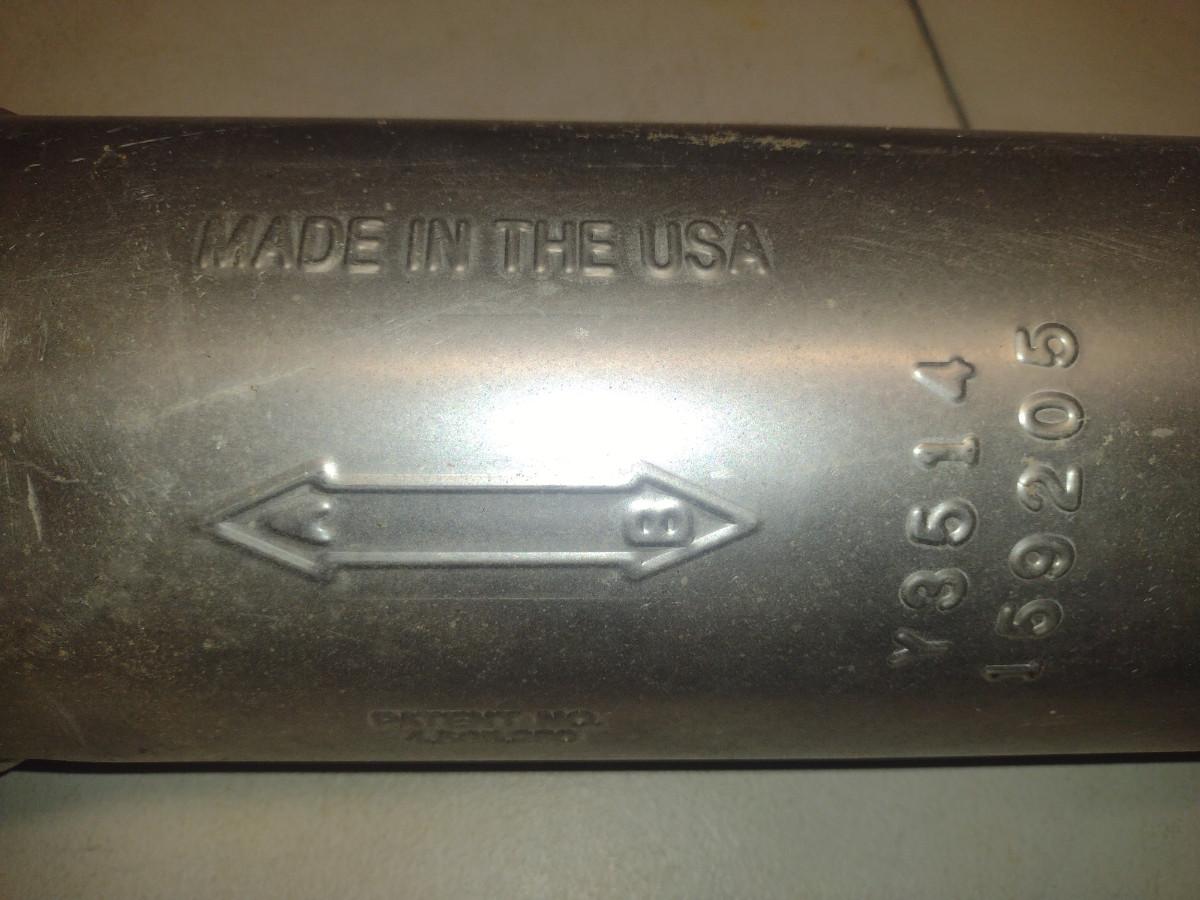 MADE IN THE USA
A B
Y3514
159205
PATENT NO.